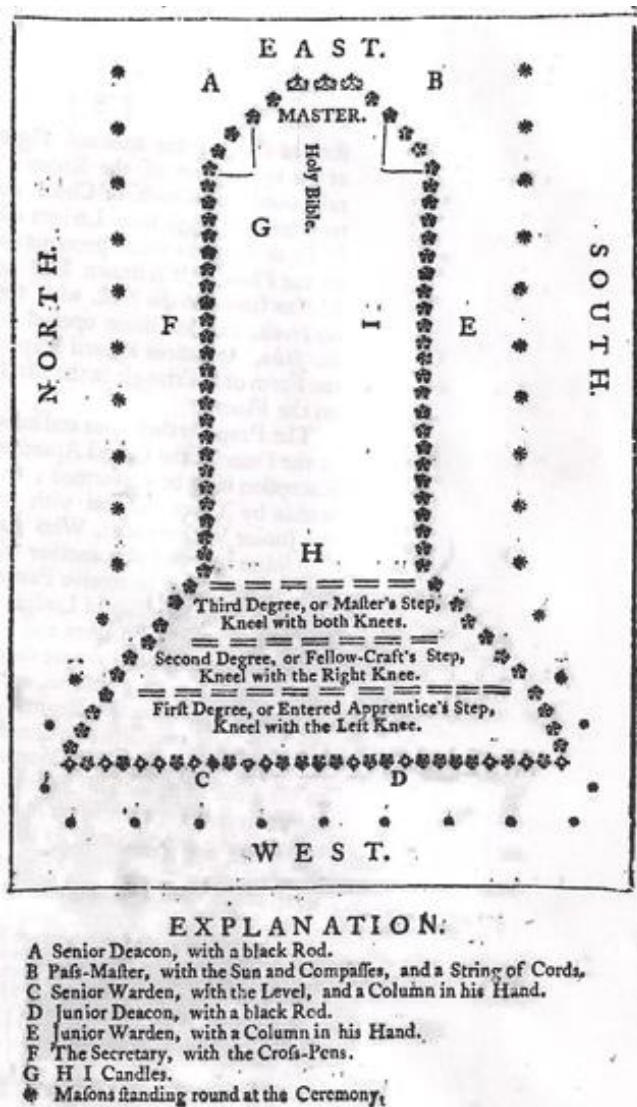 EAST.
A B
MASTER.
Holy Bible.
G
NORTH.
SOUTH.
F I E
H
Third Degree, or Maſter's Step,
Kneel with both Knees.
Second Degree, or Fellow-Craft's Step,
Kneel with the Right Knee.
Firſt Degree, or Entered Apprentice's Step,
Kneel with the Left Knee.
C D
WEST.
EXPLANATION.
A Senior Deacon, with a black Rod.
B Paſs-Maſter, with the Sun and Compaſſes, and a String of Cords.
C Senior Warden, with the Level, and a Column in his Hand.
D Junior Deacon, with a black Rod.
E Junior Warden, with a Column in his Hand.
F The Secretary, with the Croſs-Pens.
G H I Candles.
Maſons ſtanding round at the Ceremony